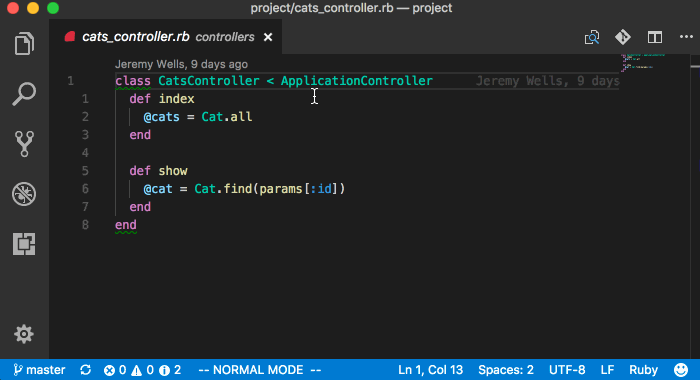 project/cats_controller.rb — project
cats_controller.rb controllers
Jeremy Wells, 9 days ago
1 class CatsController < ApplicationController Jeremy Wells, 9 days
1 def index
2 @cats = Cat.all
3 end
4
5 def show
6 @cat = Cat.find(params[:id])
7 end
8 end
master 0 0 2 -- NORMAL MODE -- Ln 1, Col 13 Spaces: 2 UTF-8 LF Ruby